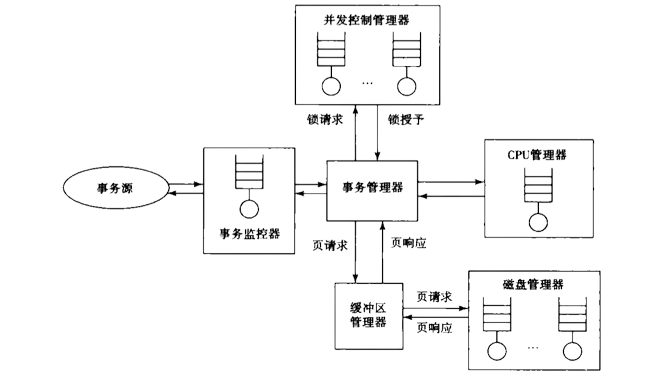 并发控制管理器
…
锁请求
锁授予
CPU管理器
事务源
事务管理器
事务监控器
页请求
页响应
磁盘管理器
缓冲区
管理器
页请求
页响应
…